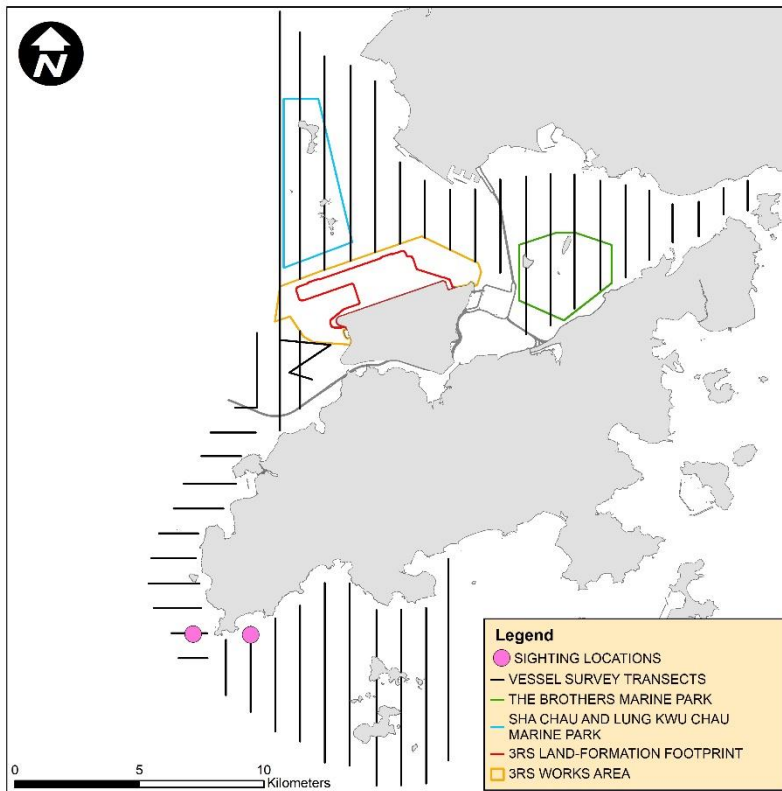 N
Legend
SIGHTING LOCATIONS
VESSEL SURVEY TRANSECTS
THE BROTHERS MARINE PARK
SHA CHAU AND LUNG KWU CHAU
MARINE PARK
3RS LAND-FORMATION FOOTPRINT
3RS WORKS AREA
0 5 10
Kilometers